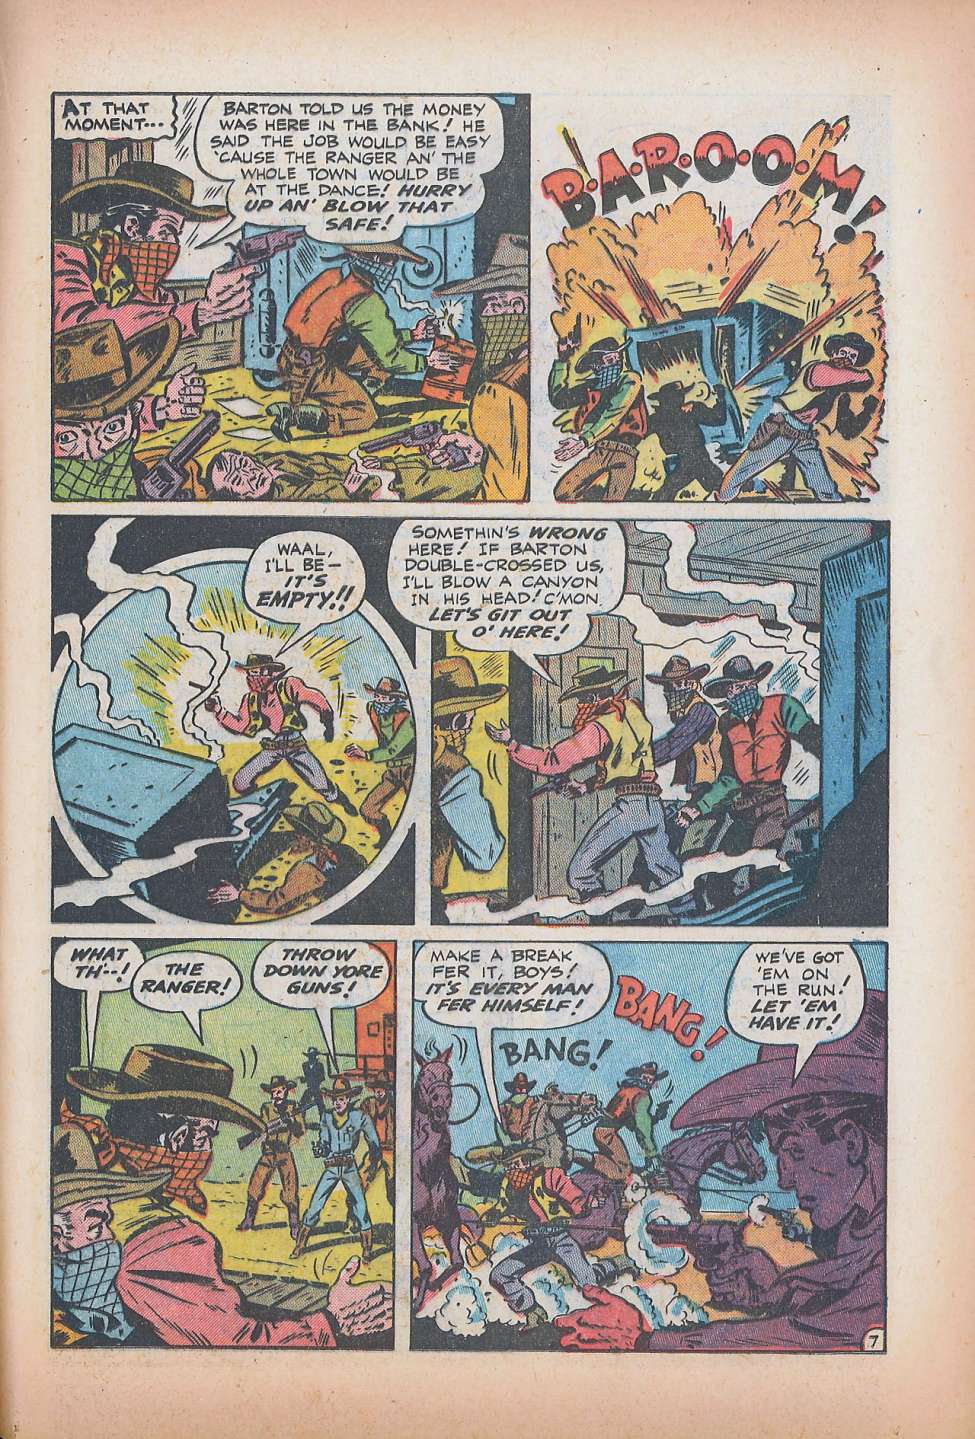 AT THAT
MOMENT---
BARTON TOLD US THE MONEY
WAS HERE IN THE BANK! HE
SAID THE JOB WOULD BE EASY
'CAUSE THE RANGER AN' THE
WHOLE TOWN WOULD BE
AT THE DANCE! HURRY
UP AN' BLOW THAT
SAFE!
B·A·R·O·O·M!
WAAL,
I'LL BE—
IT'S
EMPTY!!
SOMETHIN'S WRONG
HERE! IF BARTON
DOUBLE-CROSSED US,
I'LL BLOW A CANYON
IN HIS HEAD! C'MON
LET'S GIT OUT
O' HERE!
WHAT
TH'--!
THE
RANGER!
THROW
DOWN YORE
GUNS!
MAKE A BREAK
FER IT, BOYS!
IT'S EVERY MAN
FER HIMSELF!
BANG!
BANG!
WE'VE GOT
'EM ON
THE RUN!
LET 'EM
HAVE IT!
7